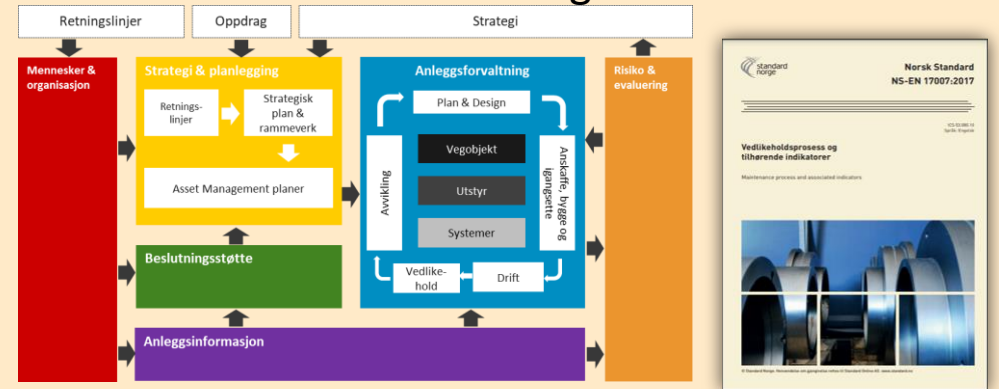 Retningslinjer
Oppdrag
Strategi
Mennesker &
organisasjon
Strategi & planlegging
Retnings-
linjer
Strategisk
plan &
rammeverk
Asset Management planer
Beslutningsstøtte
Anleggsinformasjon
Anleggsforvaltning
Plan & Design
Vegobjekt
Utstyr
Systemer
Anskaffe, bygge og
igangsette
Drift
Vedlike-
hold
Avvikling
Risiko &
evaluering
standard
norge
Norsk Standard
NS-EN 17007:2017
Vedlikeholdsprosess og
tilhørende indikatorer
Maintenance process and associated indicators